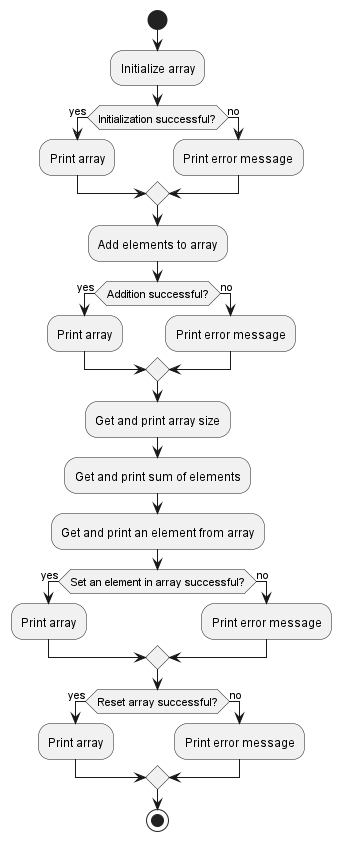 Initialize array
yes
Initialization successful?
no
Print array
Print error message
Add elements to array
yes
Addition successful?
no
Print array
Print error message
Get and print array size
Get and print sum of elements
Get and print an element from array
yes
Set an element in array successful?
no
Print array
Print error message
yes
Reset array successful?
no
Print array
Print error message